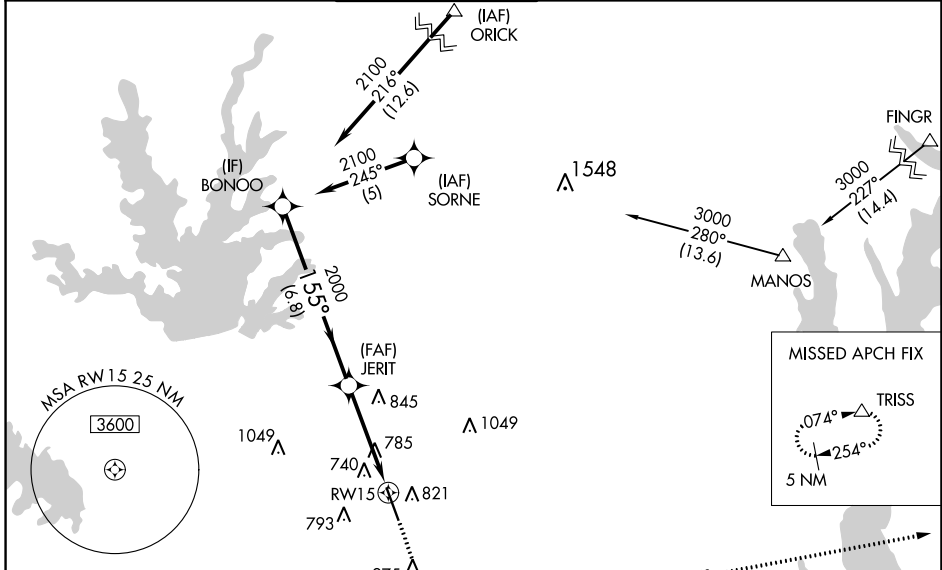 (IAF)
ORICK
2100
216°
(12.6)
FINGR
3000
227°
(14.4)
2100
245°
(5)
(IAF)
SORNE
1548
(IF)
BONOO
3000
280°
(13.6)
MANOS
2000
155°
(6.8)
(FAF)
JERIT
MISSED APCH FIX
TRISS
074°
254°
5 NM
MSA RW15 25 NM
3600
845
1049
1049
785
740
RW15
821
793